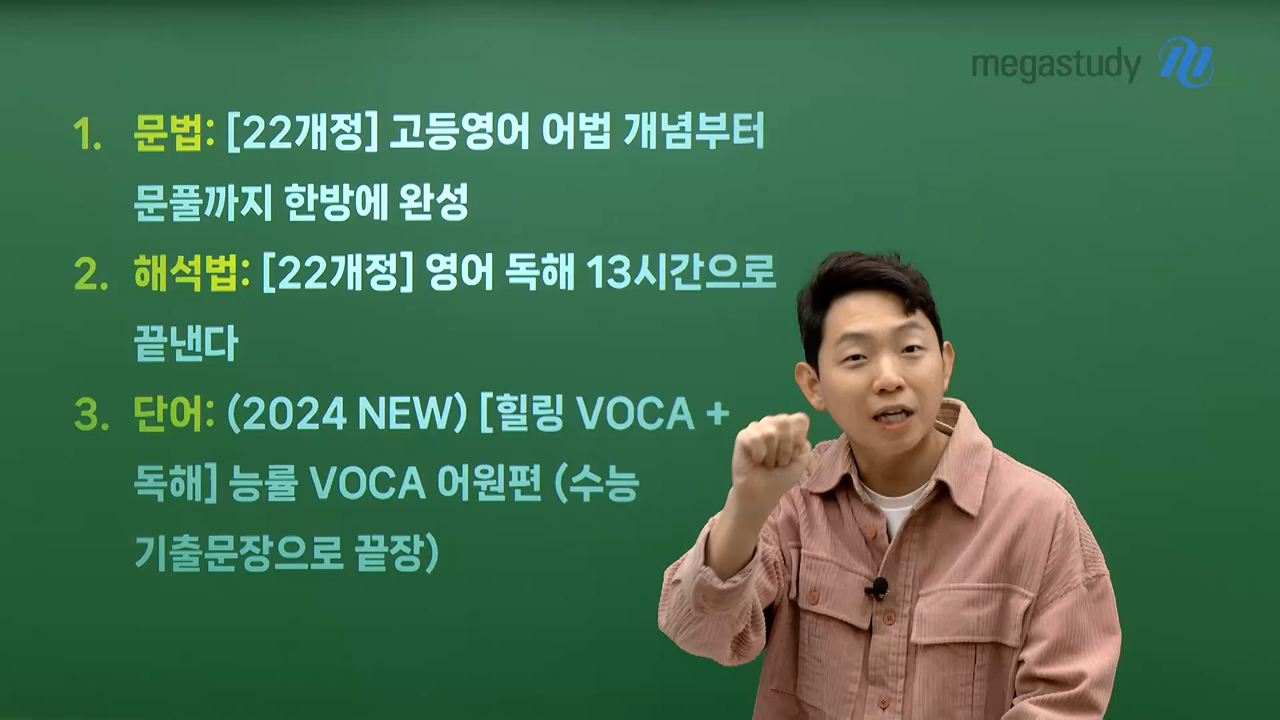 megastudy
1. 문법: [22개정] 고등영어 어법 개념부터
문풀까지 한방에 완성
2. 해석법: [22개정] 영어 독해 13시간으로
끝낸다
3. 단어: (2024 NEW) [힐링 VOCA +
독해] 능률 VOCA 어원편 (수능
기출문장으로 끝장)